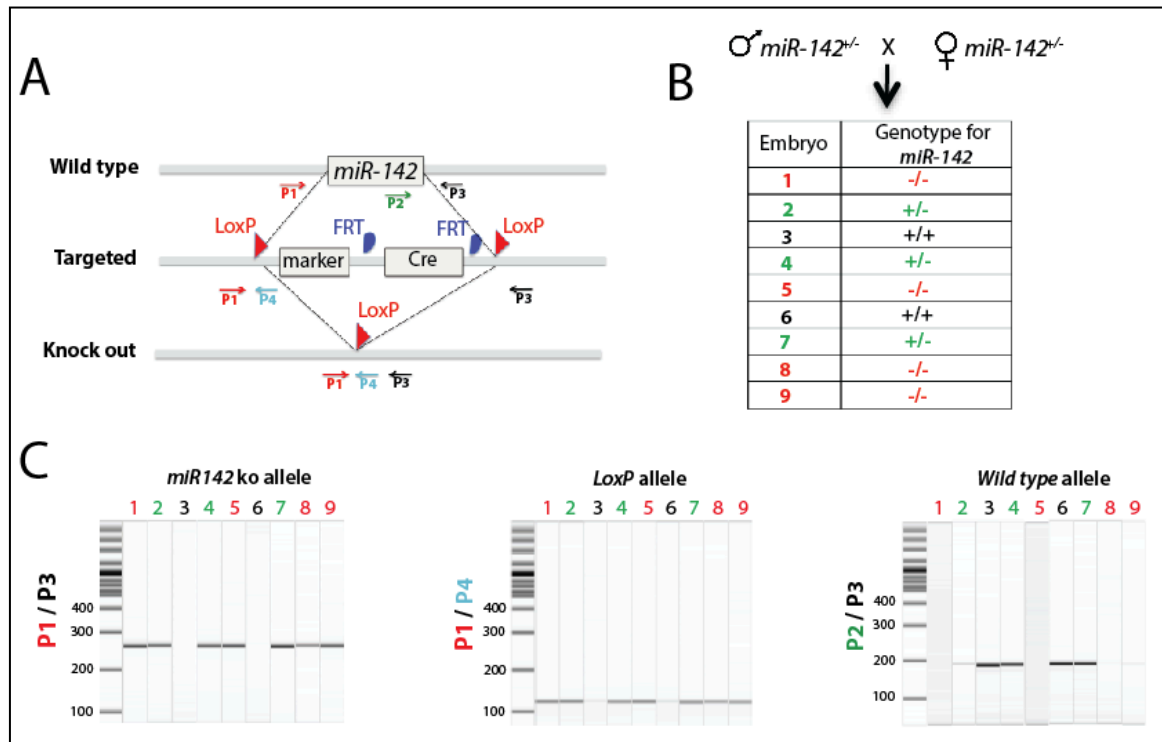 A
Wild type
miR-142
P1
P2
P3
LoxP
FRT
FRT
LoxP
Targeted
marker
Cre
P1
P4
P3
LoxP
Knock out
P1
P4
P3
B
♂ miR-142+/- X ♀ miR-142+/-
Embryo Genotype for miR-142
1 -/-
2 +/-
3 +/+
4 +/-
5 -/-
6 +/+
7 +/-
8 -/-
9 -/-
C
miR142 ko allele
1 2 3 4 5 6 7 8 9
P1 / P3
400
300
200
100
LoxP allele
1 2 3 4 5 6 7 8 9
P1 / P4
400
300
200
100
Wild type allele
1 2 3 4 5 6 7 8 9
P2 / P3
400
300
200
100